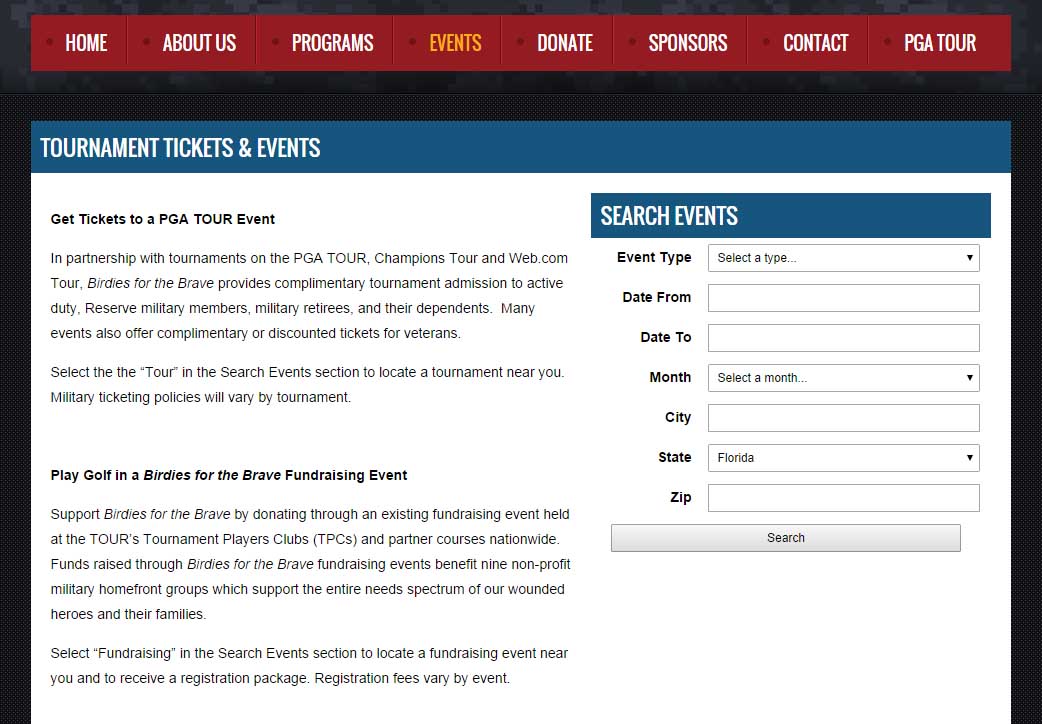 HOME ABOUT US PROGRAMS EVENTS DONATE SPONSORS CONTACT PGA TOUR
TOURNAMENT TICKETS & EVENTS
Get Tickets to a PGA TOUR Event
In partnership with tournaments on the PGA TOUR, Champions Tour and Web.com
Tour, Birdies for the Brave provides complimentary tournament admission to active
duty, Reserve military members, military retirees, and their dependents.  Many
events also offer complimentary or discounted tickets for veterans.
Select the the “Tour” in the Search Events section to locate a tournament near you.
Military ticketing policies will vary by tournament.
Play Golf in a Birdies for the Brave Fundraising Event
Support Birdies for the Brave by donating through an existing fundraising event held
at the TOUR’s Tournament Players Clubs (TPCs) and partner courses nationwide.
Funds raised through Birdies for the Brave fundraising events benefit nine non-profit
military homefront groups which support the entire needs spectrum of our wounded
heroes and their families.
Select “Fundraising” in the Search Events section to locate a fundraising event near
you and to receive a registration package. Registration fees vary by event.
SEARCH EVENTS
Event Type Select a type...
Date From
Date To
Month Select a month...
City
State Florida
Zip
Search